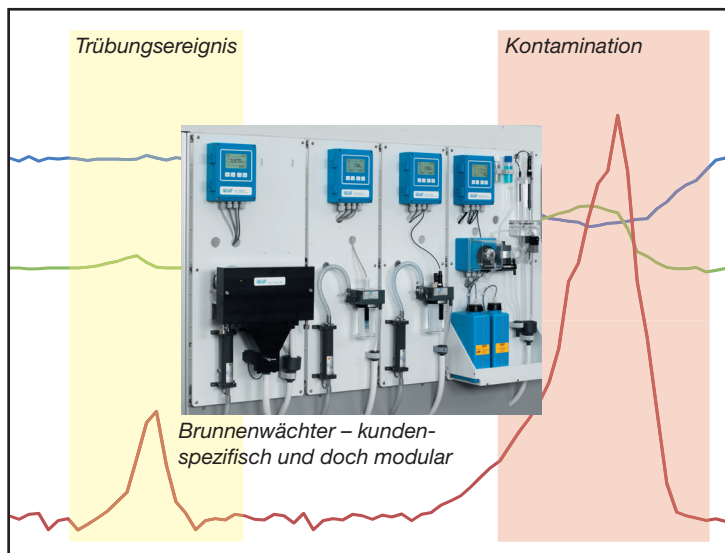 Trübungsereignis
Kontamination
Brunnenwächter – kunden-
spezifisch und doch modular